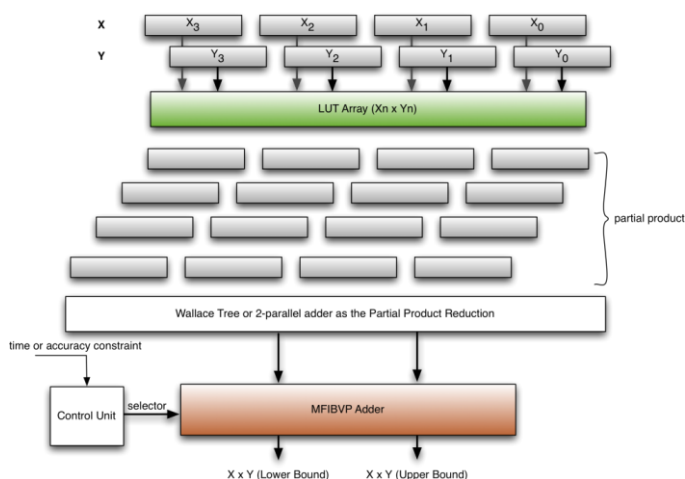 X X3 X2 X1 X0
Y Y3 Y2 Y1 Y0
LUT Array (Xn x Yn)
partial product
Wallace Tree or 2-parallel adder as the Partial Product Reduction
time or accuracy constraint
Control Unit
selector
MFIBVP Adder
X x Y (Lower Bound) X x Y (Upper Bound)